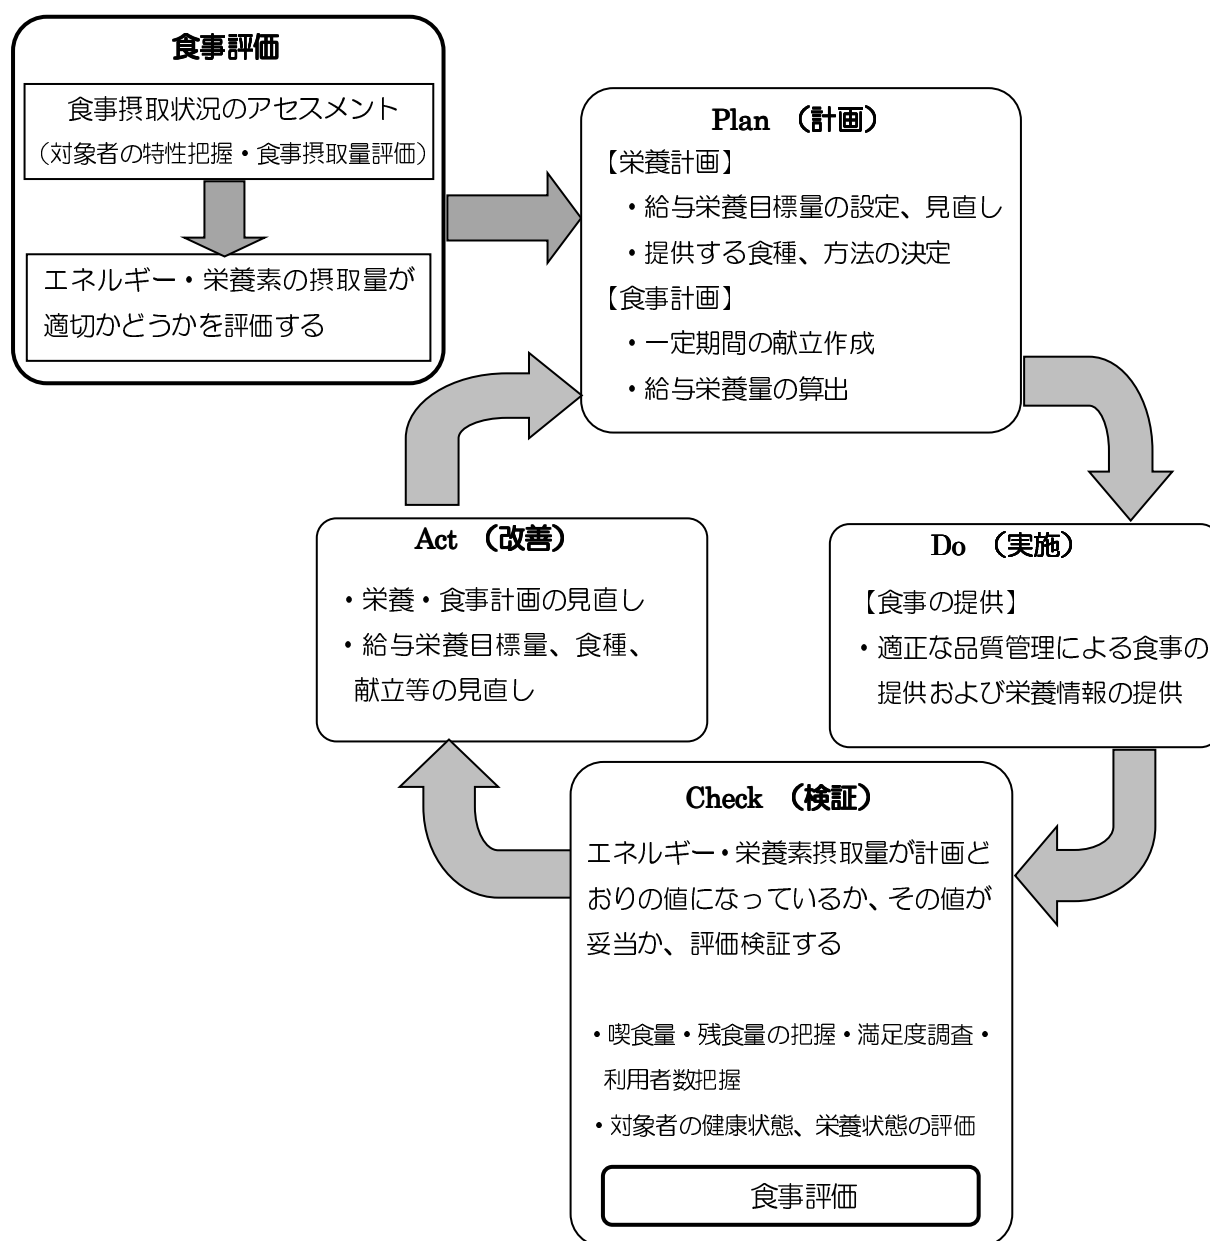 食事評価
食事摂取状況のアセスメント
（対象者の特性把握・食事摂取量評価）
エネルギー・栄養素の摂取量が
適切かどうかを評価する
Plan （計画）
【栄養計画】
・給与栄養目標量の設定、見直し
・提供する食種、方法の決定
【食事計画】
・一定期間の献立作成
・給与栄養量の算出
Do （実施）
【食事の提供】
・適正な品質管理による食事の
提供および栄養情報の提供
Check （検証）
エネルギー・栄養素摂取量が計画ど
おりの値になっているか、その値が
妥当か、評価検証する
・喫食量・残食量の把握・満足度調査・
利用者数把握
・対象者の健康状態、栄養状態の評価
食事評価
Act （改善）
・栄養・食事計画の見直し
・給与栄養目標量、食種、
献立等の見直し